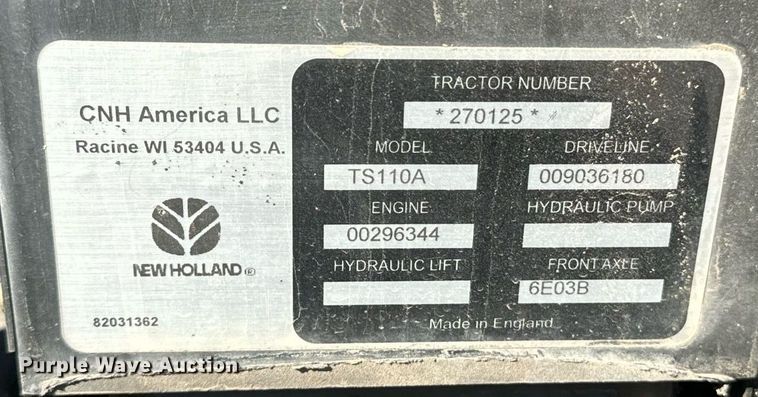 CNH America LLC
Racine WI 53404 U.S.A.
NEW HOLLAND ®
82031362
TRACTOR NUMBER
*270125*
MODEL DRIVELINE
TS110A 009036180
ENGINE HYDRAULIC PUMP
00296344
HYDRAULIC LIFT FRONT AXLE
6E03B
Made in England
Purple Wave Auction